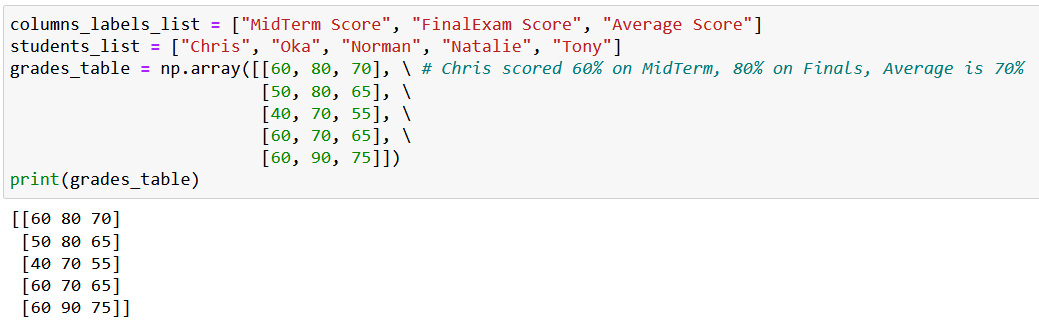 columns_labels_list = ["MidTerm Score", "FinalExam Score", "Average Score"]
students_list = ["Chris", "Oka", "Norman", "Natalie", "Tony"]
grades_table = np.array([[60, 80, 70], \ # Chris scored 60% on MidTerm, 80% on Finals, Average is 70%
                         [50, 80, 65], \
                         [40, 70, 55], \
                         [60, 70, 65], \
                         [60, 90, 75]])
print(grades_table)
[[60 80 70]
 [50 80 65]
 [40 70 55]
 [60 70 65]
 [60 90 75]]